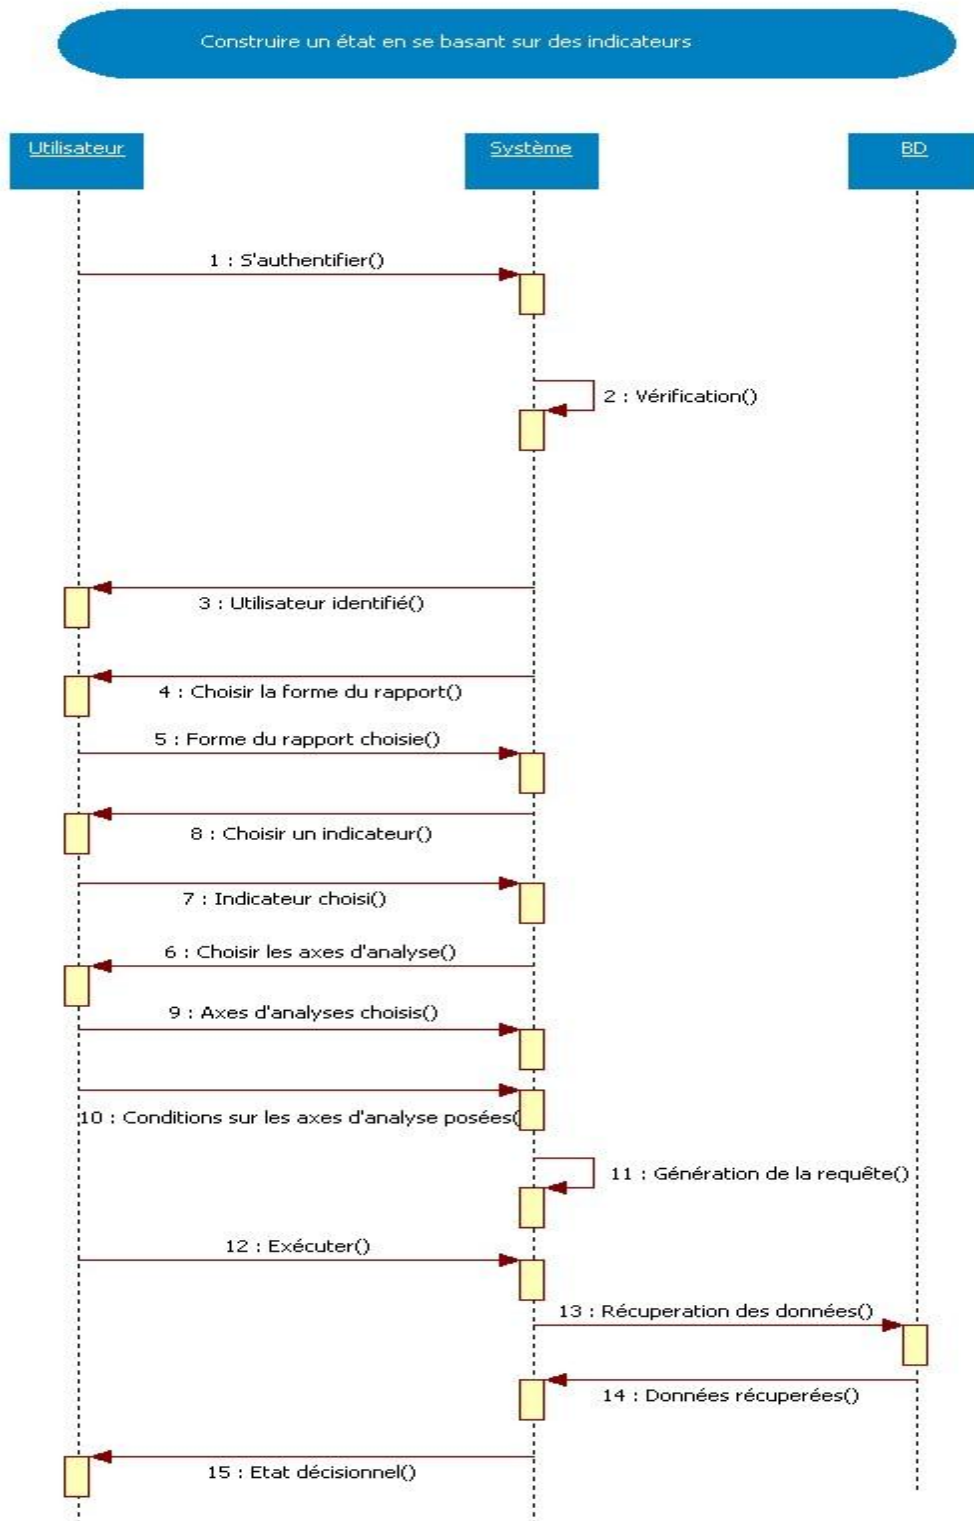 Construire un état en se basant sur des indicateurs
Utilisateur
Système
BD
1 : S'authentifier()
2 : Vérification()
3 : Utilisateur identifié()
4 : Choisir la forme du rapport()
5 : Forme du rapport choisie()
8 : Choisir un indicateur()
7 : Indicateur choisi()
6 : Choisir les axes d'analyse()
9 : Axes d'analyses choisis()
10 : Conditions sur les axes d'analyse posées(
11 : Génération de la requête()
12 : Exécuter()
13 : Récuperation des données()
14 : Données récuperées()
15 : Etat décisionnel()